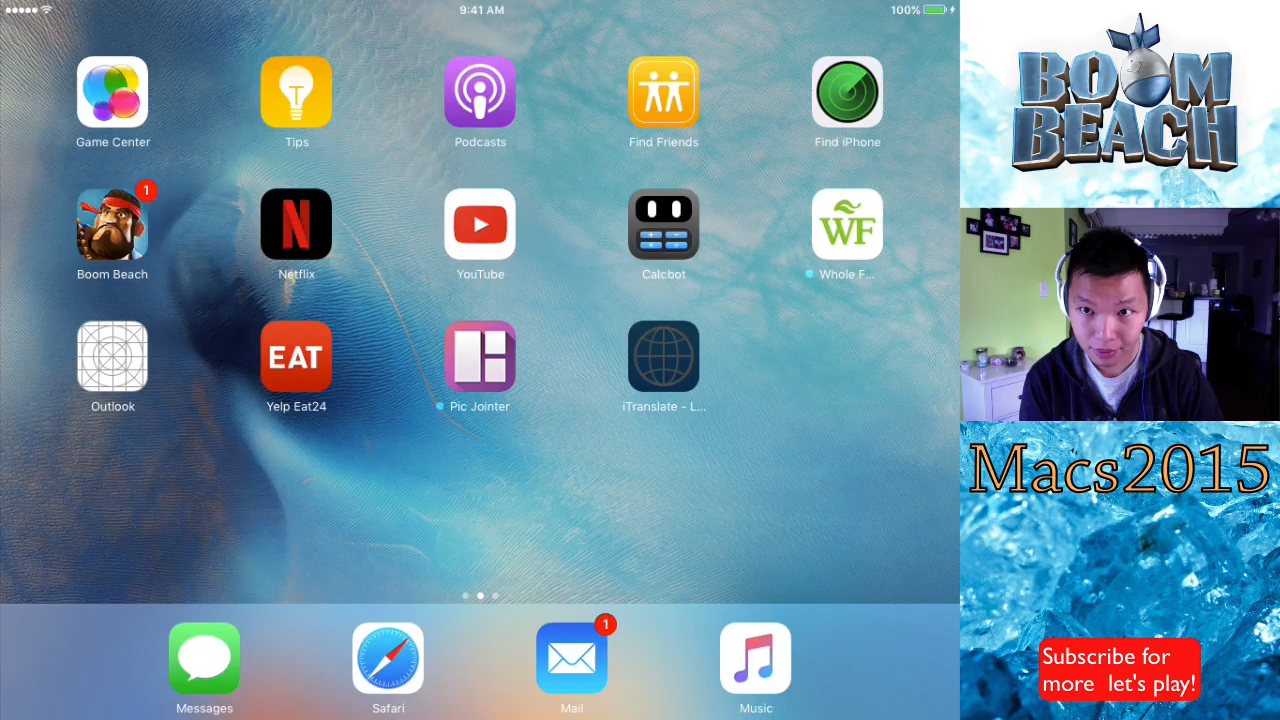 9:41 AM
100%
Game Center
Tips
Podcasts
Find Friends
Find iPhone
1
N
WF
Boom Beach
Netflix
YouTube
Calcbot
Whole F...
EAT
Outlook
Yelp Eat24
Pic Jointer
iTranslate - L...
1
Messages
Safari
Mail
Music
BOOM
BEACH
Macs2015
Subscribe for
more let's play!